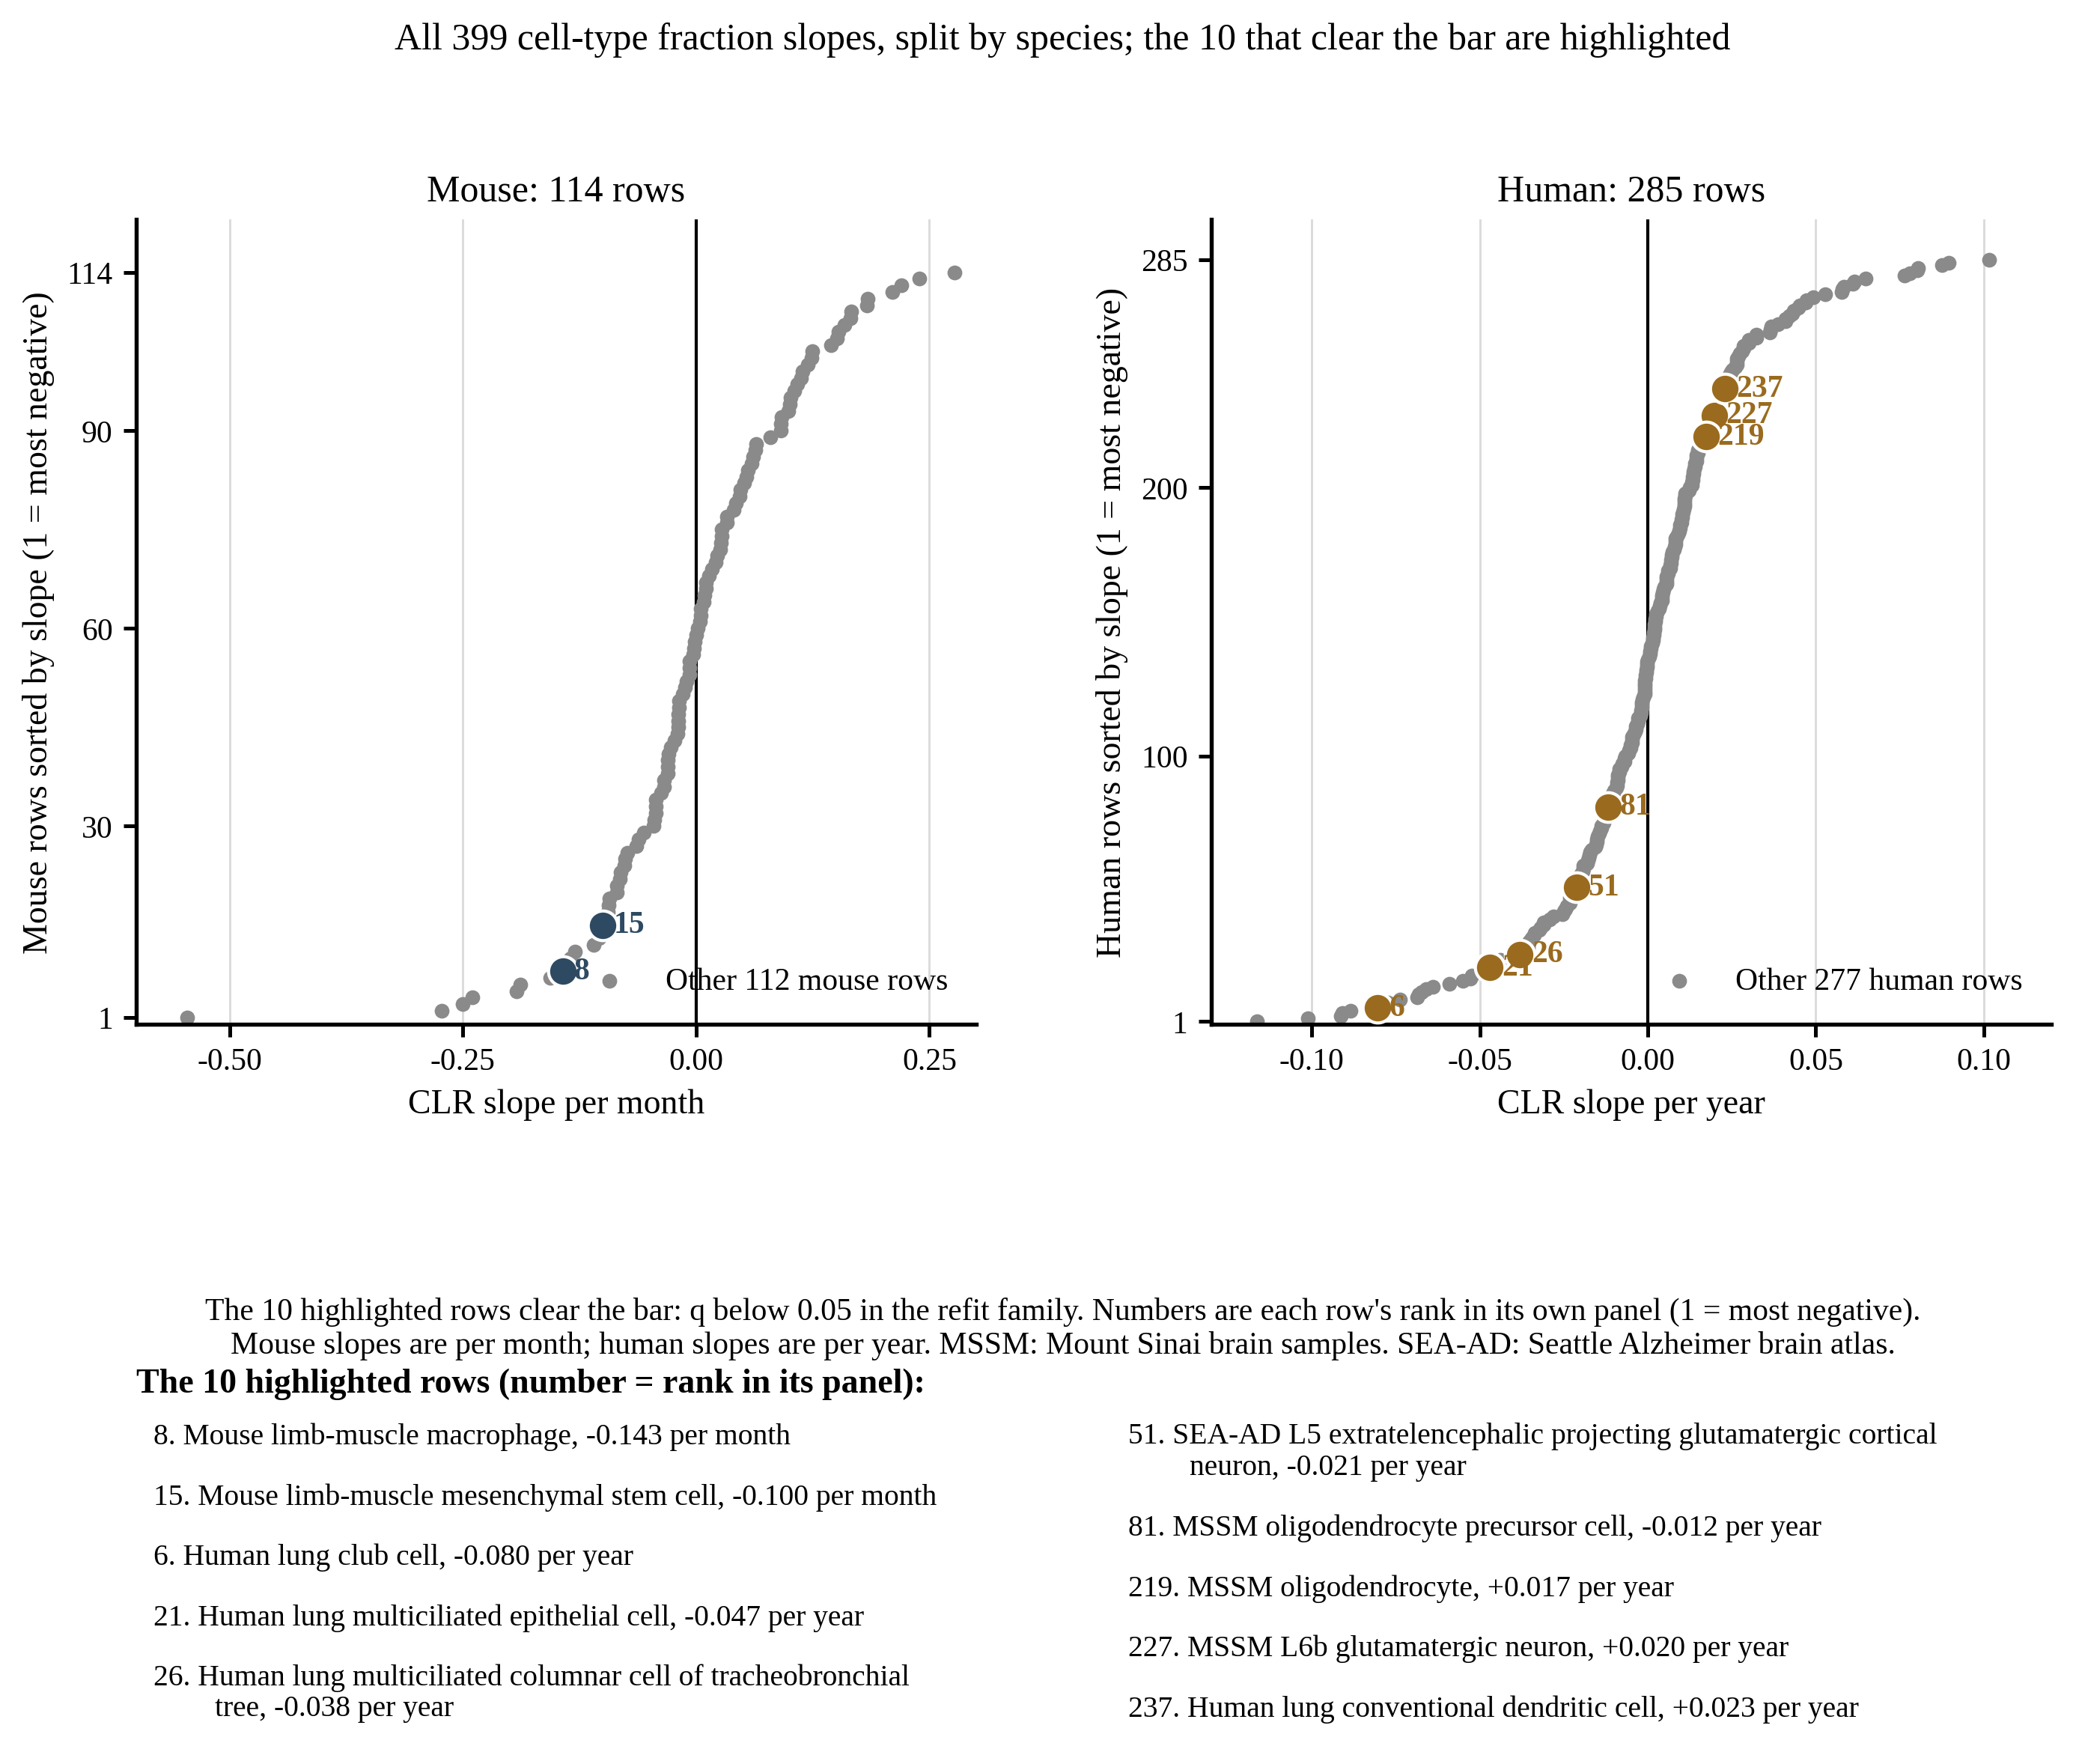 All 399 cell-type fraction slopes, split by species; the 10 that clear the bar are highlighted
Mouse: 114 rows
Mouse rows sorted by slope (1 = most negative)
114
90
60
30
1
15
8
Other 112 mouse rows
-0.50
-0.25
0.00
0.25
CLR slope per month
Human: 285 rows
Human rows sorted by slope (1 = most negative)
285
200
100
1
237
227
219
81
51
26
21
6
Other 277 human rows
-0.10
-0.05
0.00
0.05
0.10
CLR slope per year
The 10 highlighted rows clear the bar: q below 0.05 in the refit family. Numbers are each row's rank in its own panel (1 = most negative).
Mouse slopes are per month; human slopes are per year. MSSM: Mount Sinai brain samples. SEA-AD: Seattle Alzheimer brain atlas.
The 10 highlighted rows (number = rank in its panel):
8. Mouse limb-muscle macrophage, -0.143 per month
15. Mouse limb-muscle mesenchymal stem cell, -0.100 per month
6. Human lung club cell, -0.080 per year
21. Human lung multiciliated epithelial cell, -0.047 per year
26. Human lung multiciliated columnar cell of tracheobronchial
tree, -0.038 per year
51. SEA-AD L5 extratelencephalic projecting glutamatergic cortical
neuron, -0.021 per year
81. MSSM oligodendrocyte precursor cell, -0.012 per year
219. MSSM oligodendrocyte, +0.017 per year
227. MSSM L6b glutamatergic neuron, +0.020 per year
237. Human lung conventional dendritic cell, +0.023 per year